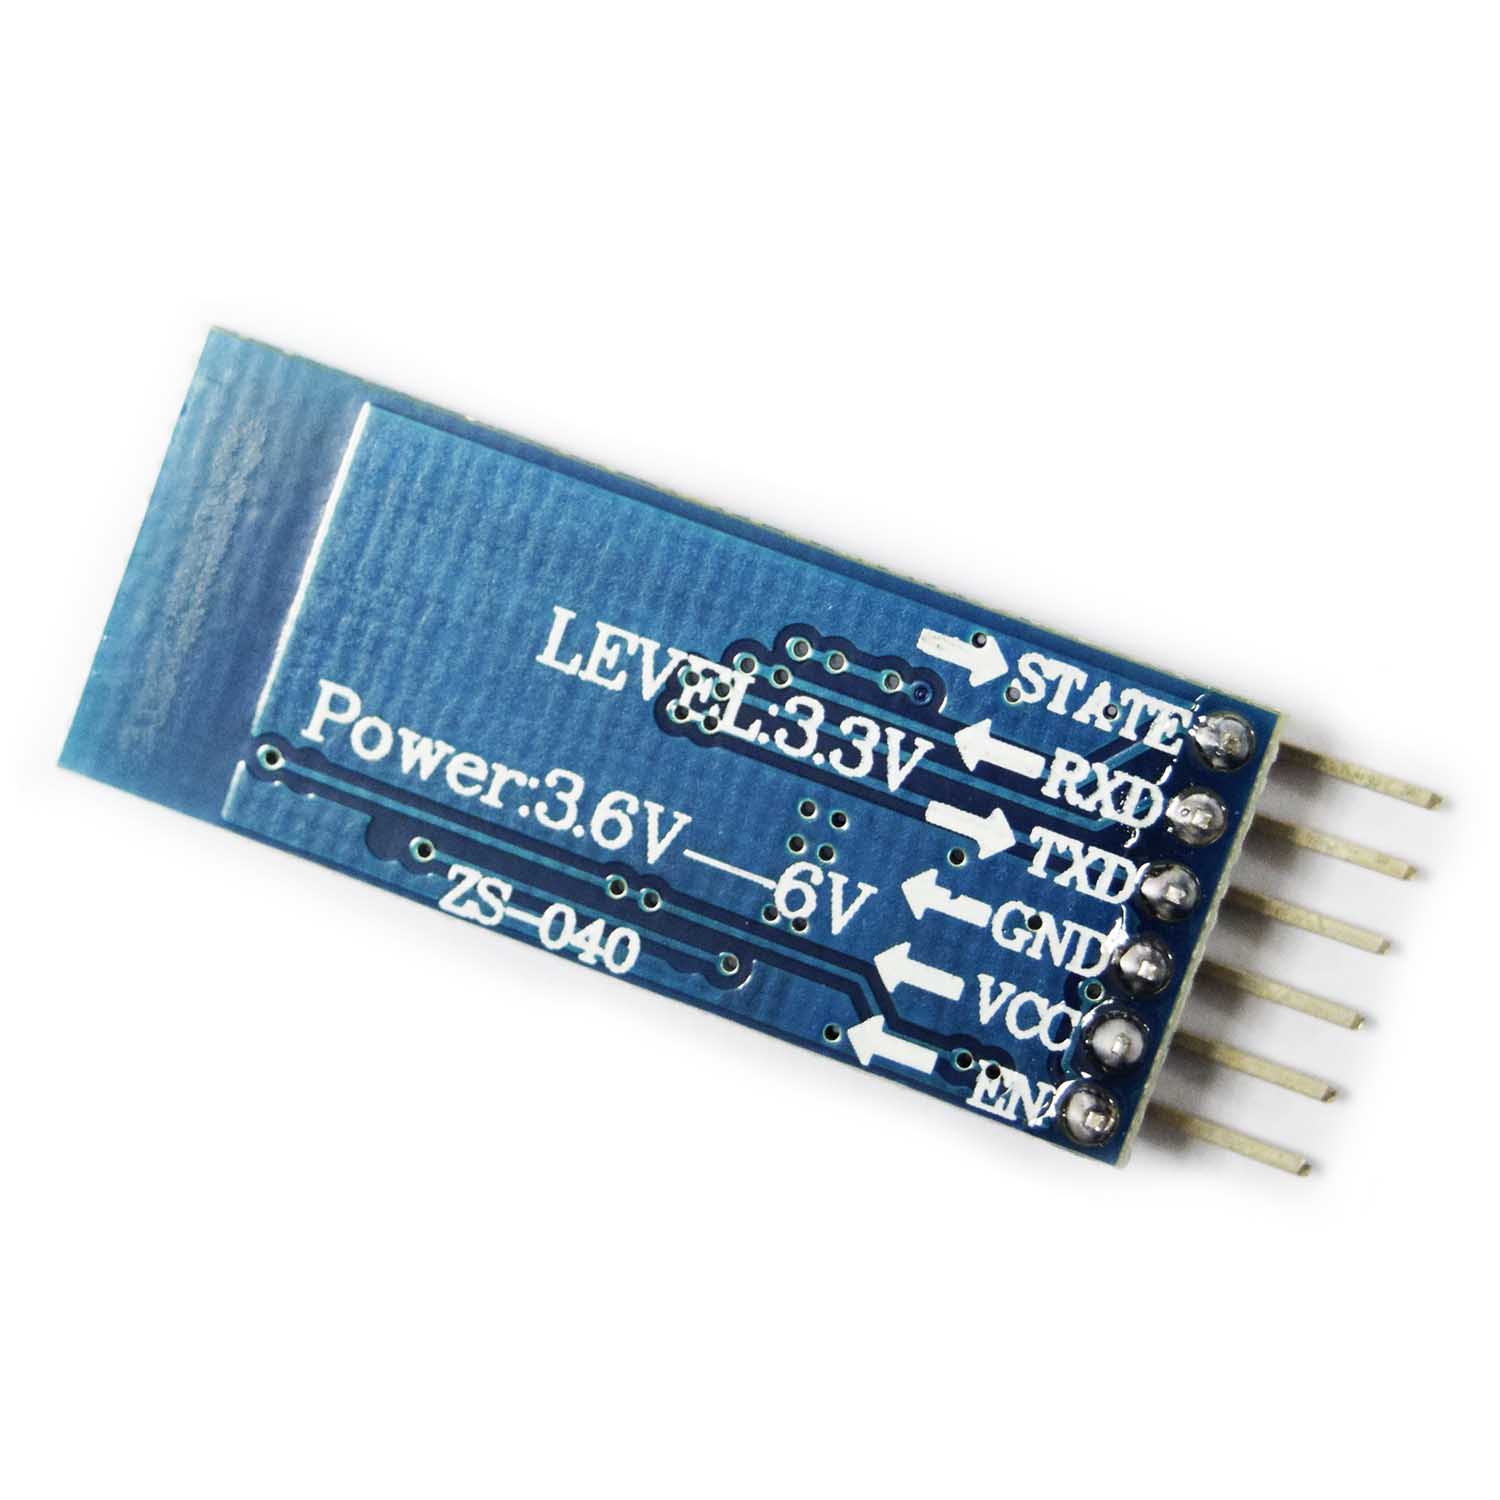 LEVEL:3.3V
Power:3.6V—6V
ZS-040
STATE
RXD
TXD
GND
VCC
EN